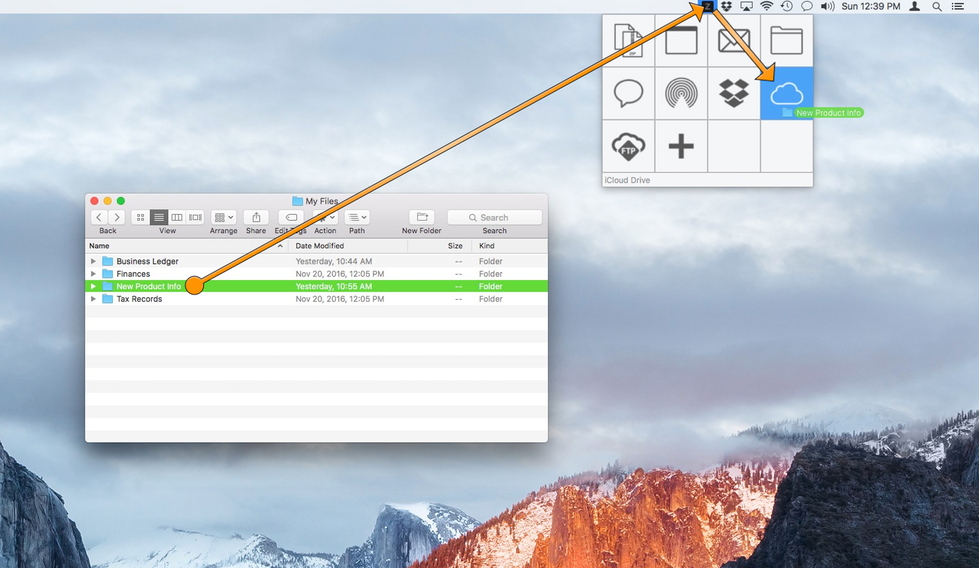 Z
Sun 12:39 PM
ZIP
New Product Info
FTP
iCloud Drive
My Files
Search
Back
View
Arrange
Share
Edit Tags
Action
Path
New Folder
Search
Name
Date Modified
Size
Kind
Business Ledger
Yesterday, 10:44 AM
--
Folder
Finances
Nov 20, 2016, 12:05 PM
--
Folder
New Product Info
Yesterday, 10:55 AM
--
Folder
Tax Records
Nov 20, 2016, 12:05 PM
--
Folder